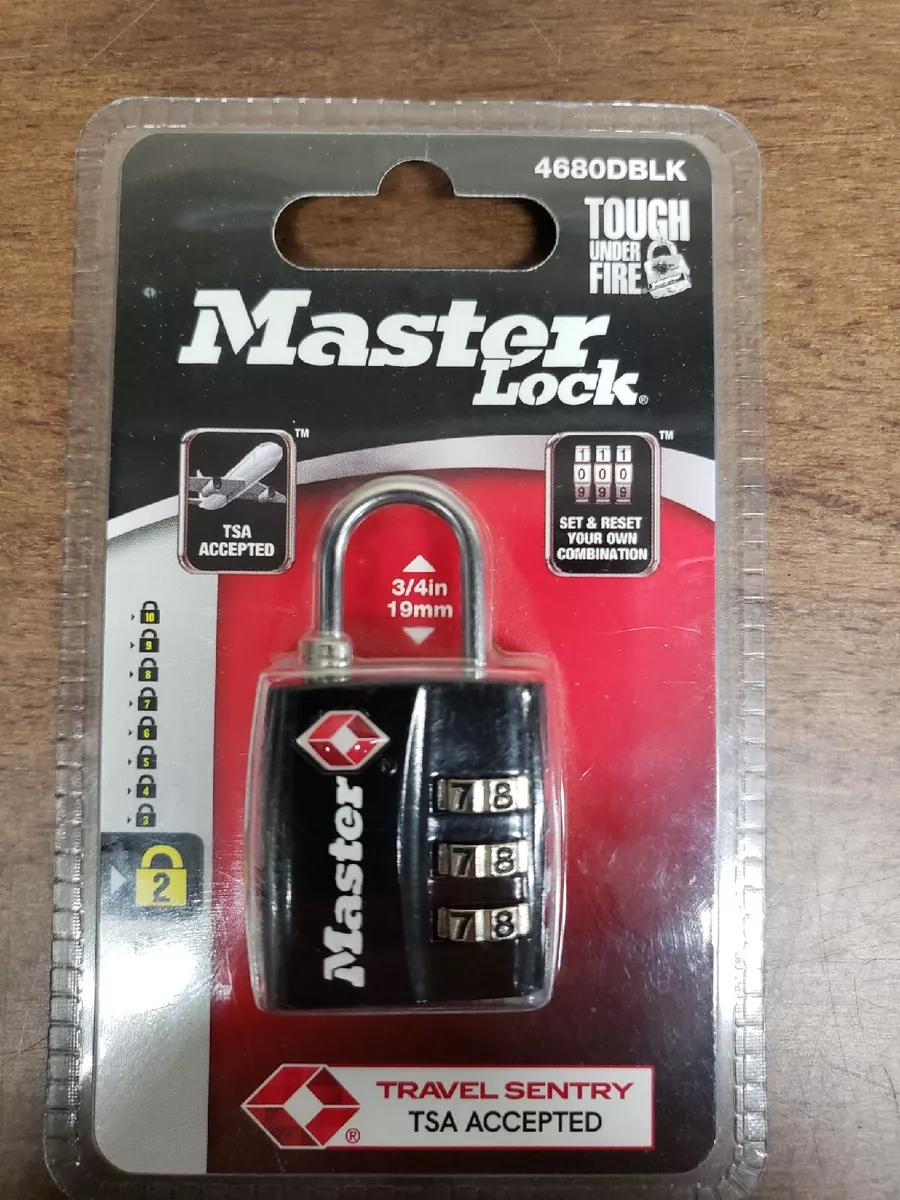 4680DBLK
TOUGH
UNDER
FIRE
Master
Lock®
TM
TSA
ACCEPTED
TM
1 1 1
0 0 0
9 9 9
SET & RESET
YOUR OWN
COMBINATION
3/4in
19mm
10
9
8
7
6
5
4
3
2
Master
7 8
7 8
7 8
TRAVEL SENTRY
TSA ACCEPTED
®